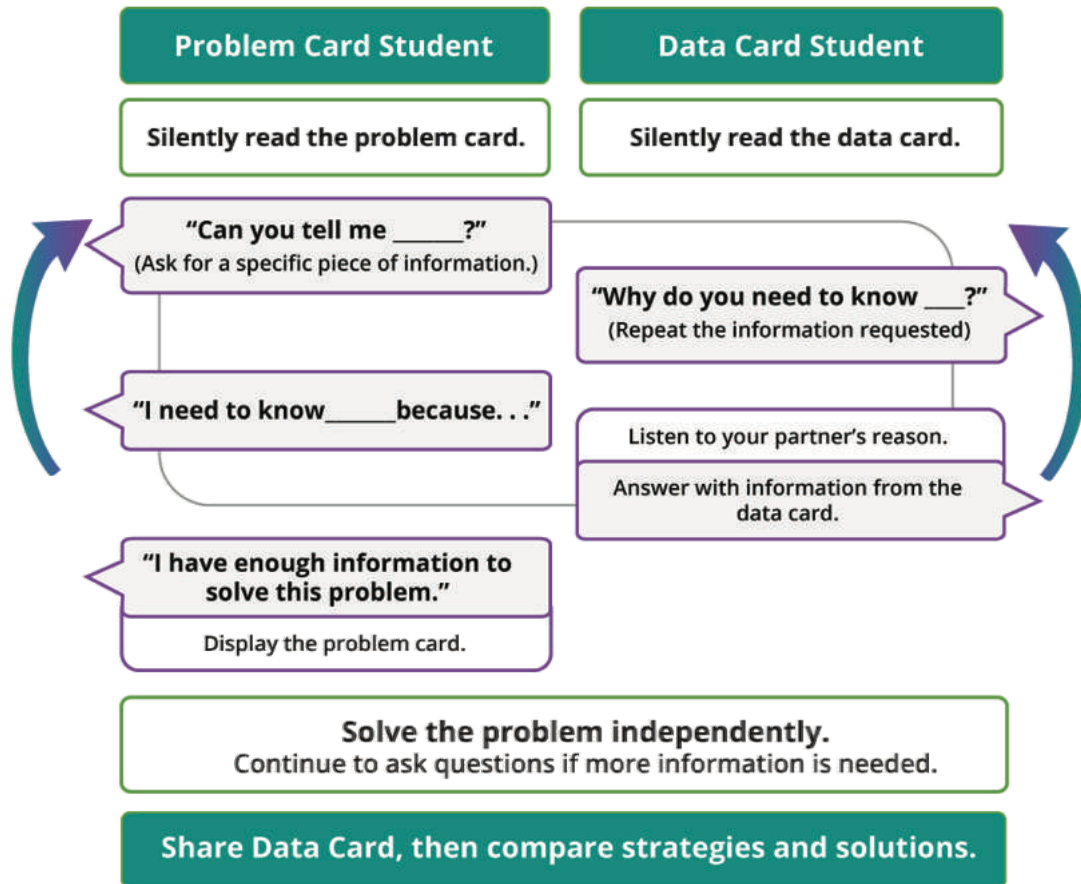 Problem Card Student
Data Card Student
Silently read the problem card.
Silently read the data card.
“Can you tell me ______?”
(Ask for a specific piece of information.)
“Why do you need to know ___?”
(Repeat the information requested)
“I need to know______because. . .”
Listen to your partner’s reason.
Answer with information from the
data card.
“I have enough information to
solve this problem.”
Display the problem card.
Solve the problem independently.
Continue to ask questions if more information is needed.
Share Data Card, then compare strategies and solutions.